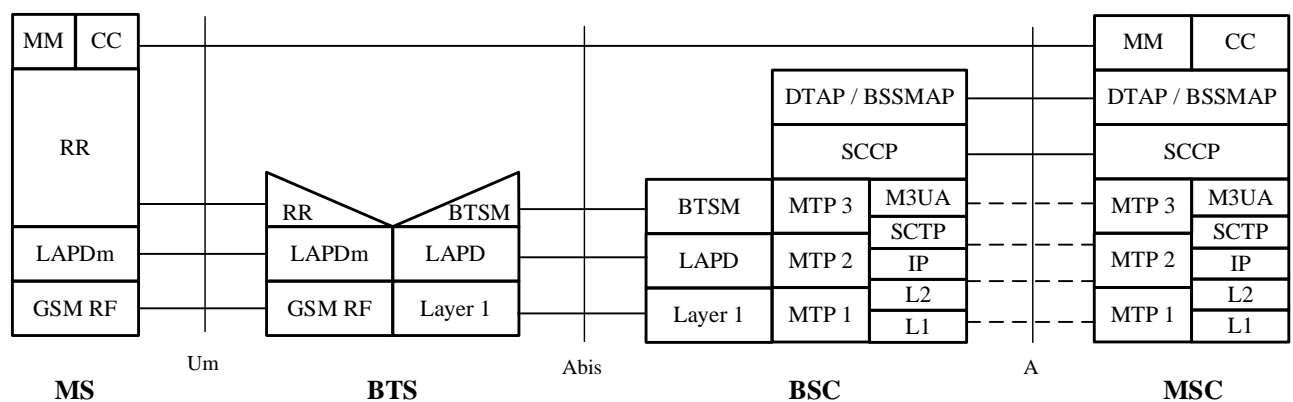 MM CC MM CC
DTAP / BSSMAP DTAP / BSSMAP
RR SCCP SCCP
RR BTSM BTSM MTP 3 M3UA MTP 3 M3UA
SCTP SCTP
LAPDm LAPDm LAPD LAPD MTP 2 IP MTP 2 IP
L2 L2
GSM RF GSM RF Layer 1 Layer 1 MTP 1 L1 MTP 1 L1
Um Abis A
MS BTS BSC MSC